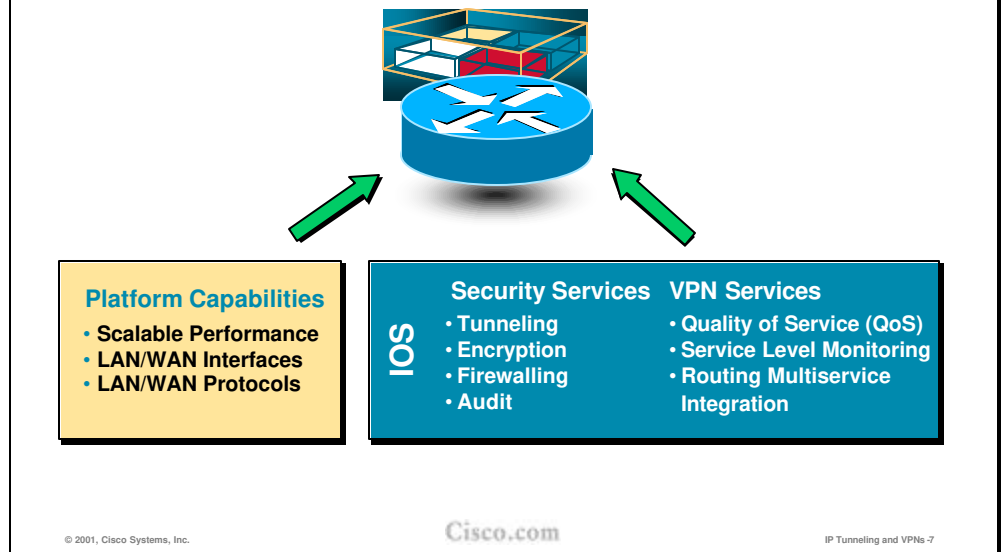 Platform Capabilities
• Scalable Performance
• LAN/WAN Interfaces
• LAN/WAN Protocols
IOS
Security Services
• Tunneling
• Encryption
• Firewalling
• Audit
VPN Services
• Quality of Service (QoS)
• Service Level Monitoring
• Routing Multiservice
Integration
© 2001, Cisco Systems, Inc.
Cisco.com
IP Tunneling and VPNs -7